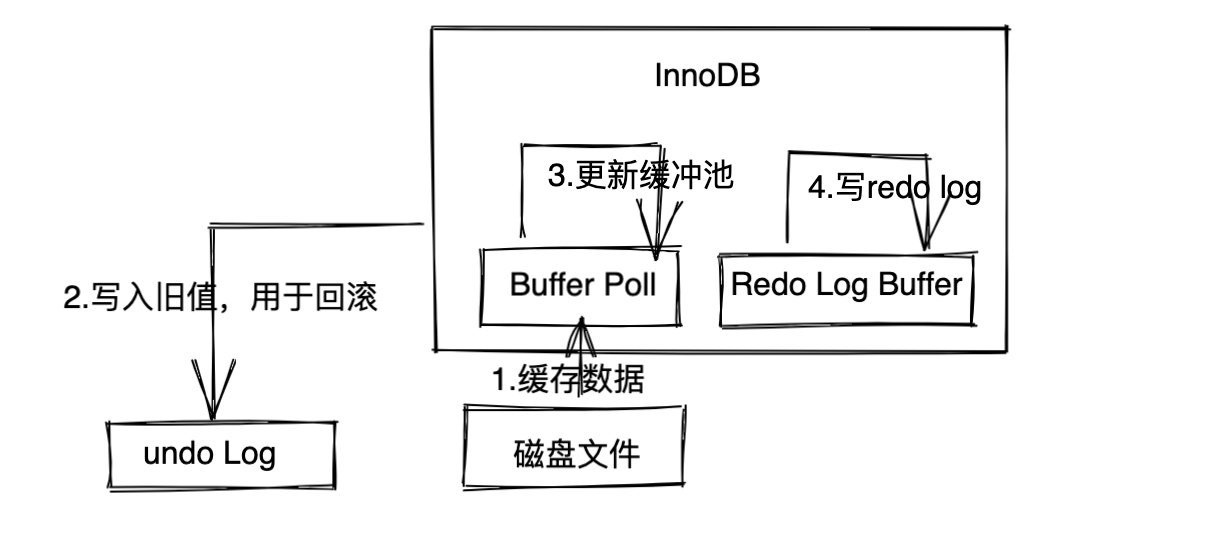 InnoDB
3.更新缓冲池
4.写redo log
Buffer Poll
Redo Log Buffer
2.写入旧值，用于回滚
1.缓存数据
undo Log
磁盘文件